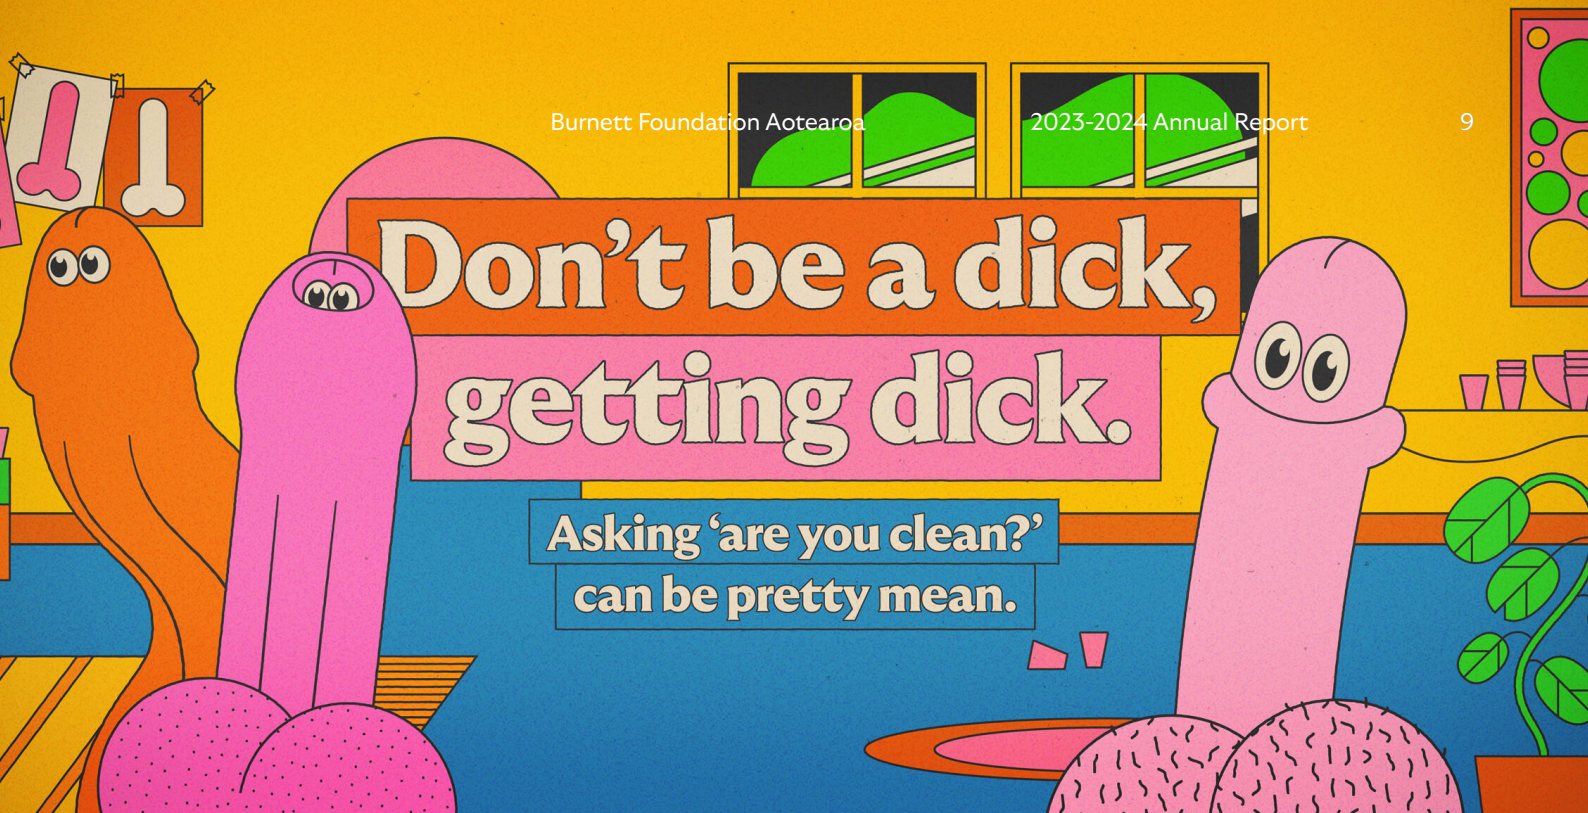 Burnett Foundation Aotearoa 2023-2024 Annual Report 9
Don’t be a dick,
getting dick.
Asking ‘are you clean?’
can be pretty mean.